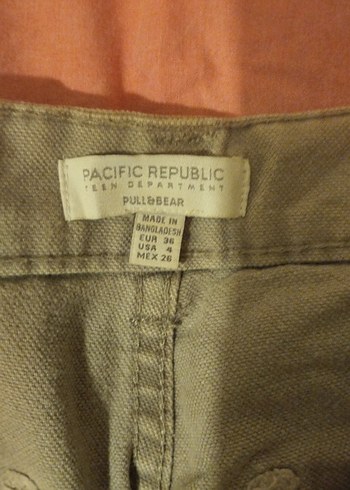 PACIFIC REPUBLIC
TEEN DEPARTMENT
PULL&BEAR
MADE IN
BANGLADESH
EUR 36
USA 4
MEX 26